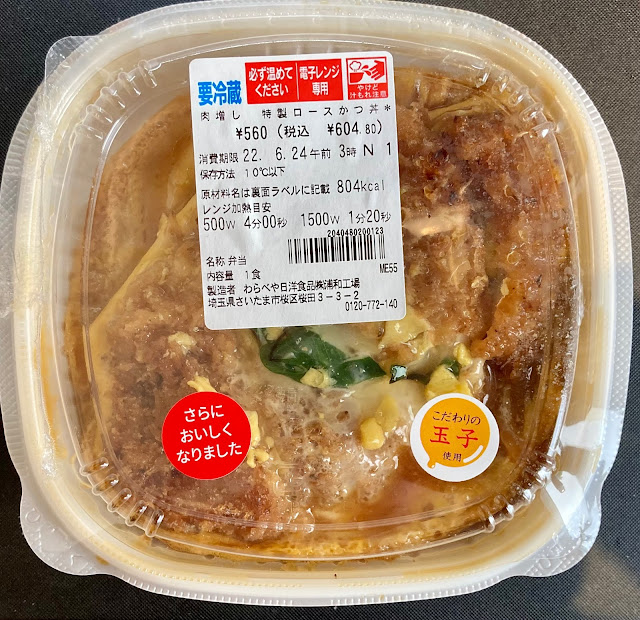 要冷蔵
必ず温めて
ください
電子レンジ
専用
やけど
汁もれ注意
肉増し 特製ロースかつ丼*
¥560 (税込 ¥604.80)
消費期限 22. 6.24午前 3時 N 1
保存方法 10℃以下
原材料名は裏面ラベルに記載 804kcal
レンジ加熱目安
500W 4分00秒 1500W 1分20秒
2040480200123
名称 弁当
内容量 1食
ME55
製造者 わらべや日洋食品㈱浦和工場
埼玉県さいたま市桜区桜田3-3-2
0120-772-140
さらに
おいしく
なりました
こだわりの
玉子
使用